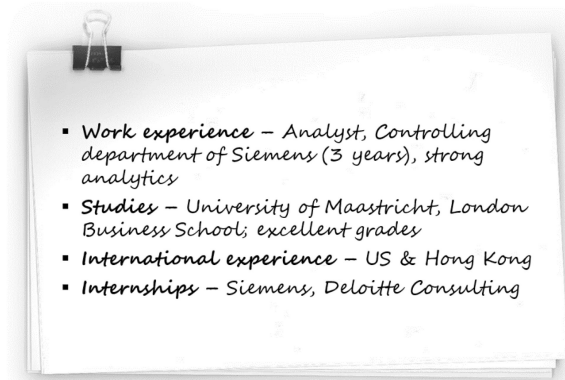 ▪ Work experience – Analyst, Controlling
department of Siemens (3 years), strong
analytics
▪ Studies – University of Maastricht, London
Business School; excellent grades
▪ International experience – US & Hong Kong
▪ Internships – Siemens, Deloitte Consulting